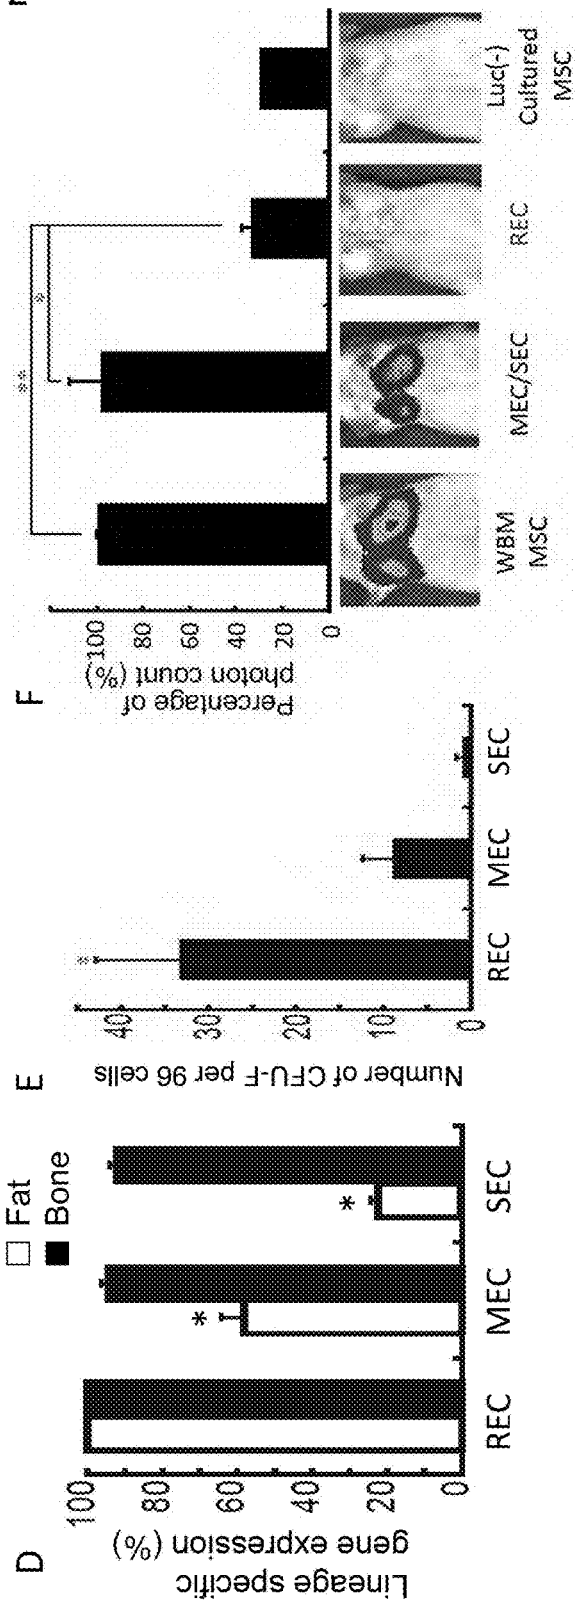 D
Lineage specific
gene expression (%)
100
80
60
40
20
0
Fat
Bone
*
*
REC
MEC
SEC
E
Number of CFU-F per 96 cells
40
30
20
10
0
*
REC
MEC
SEC
F
Percentage of
photon count (%)
100
80
60
40
20
0
**
*
WBM
MSC
MEC/SEC
REC
Luc(-)
Cultured
MSC